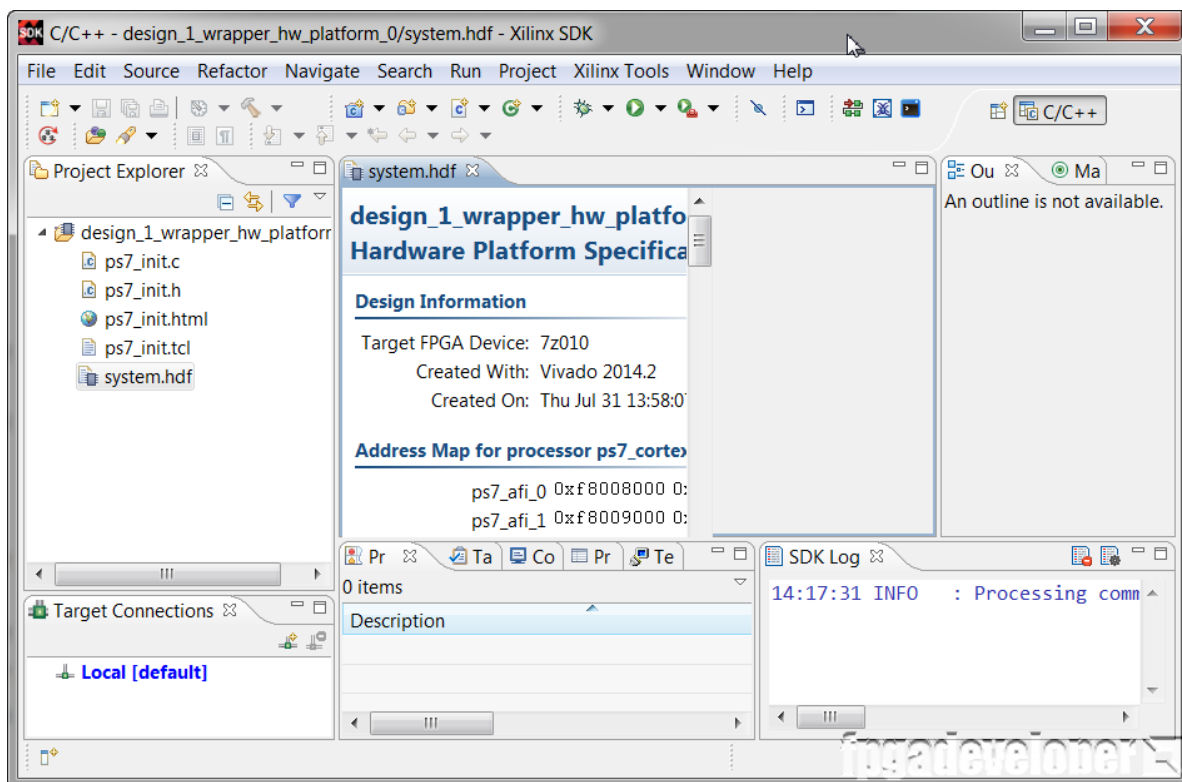 SDK C/C++ - design_1_wrapper_hw_platform_0/system.hdf - Xilinx SDK
File Edit Source Refactor Navigate Search Run Project Xilinx Tools Window Help
C/C++
Project Explorer
design_1_wrapper_hw_platforr
ps7_init.c
ps7_init.h
ps7_init.html
ps7_init.tcl
system.hdf
system.hdf
design_1_wrapper_hw_platfo
Hardware Platform Specifica
Design Information
Target FPGA Device: 7z010
Created With: Vivado 2014.2
Created On: Thu Jul 31 13:58:0
Address Map for processor ps7_cortex
ps7_afi_0 0xf8008000 0x
ps7_afi_1 0xf8009000 0x
Ou Ma
An outline is not available.
Target Connections
Local [default]
Pr Ta Co Pr Te
0 items
Description
SDK Log
14:17:31 INFO : Processing comm
fpgadeveloper